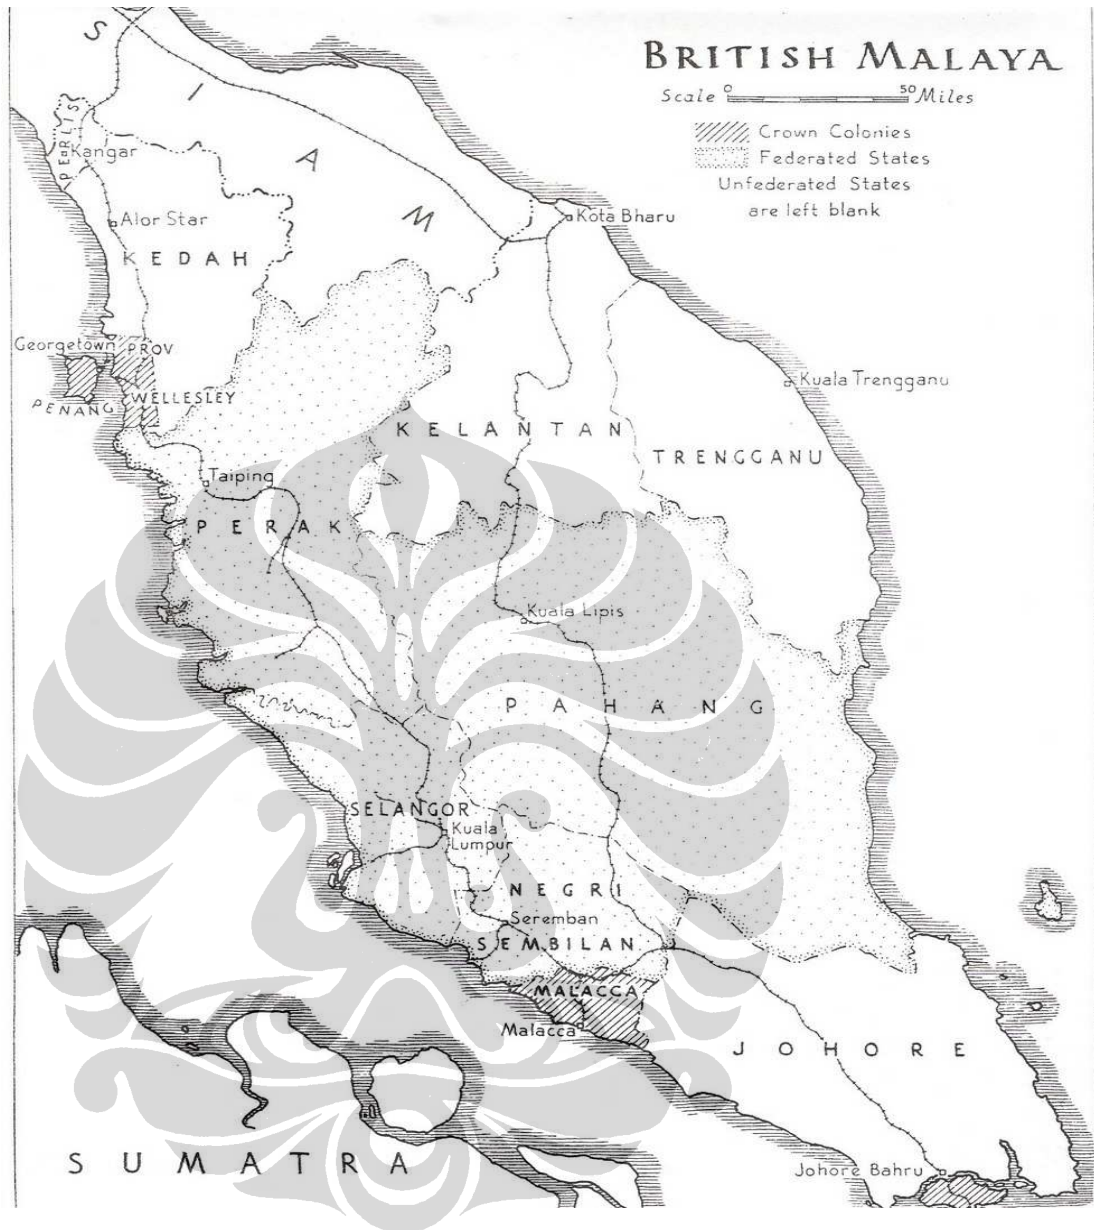 BRITISH MALAYA
Scale 0 50 Miles
Crown Colonies
Federated States
Unfederated States
are left blank
SIAM
PERLIS
Kangar
Kota Bharu
Alor Star
KEDAH
Georgetown
PROV
WELLESLEY
PENANG
Kuala Trengganu
KELANTAN
TRENGGANU
Taiping
PERAK
Kuala Lipis
PAHANG
SELANGOR
Kuala
Lumpur
NEGRI
Seremban
SEMBILAN
MALACCA
Malacca
JOHORE
SUMATRA
Johore Bahru